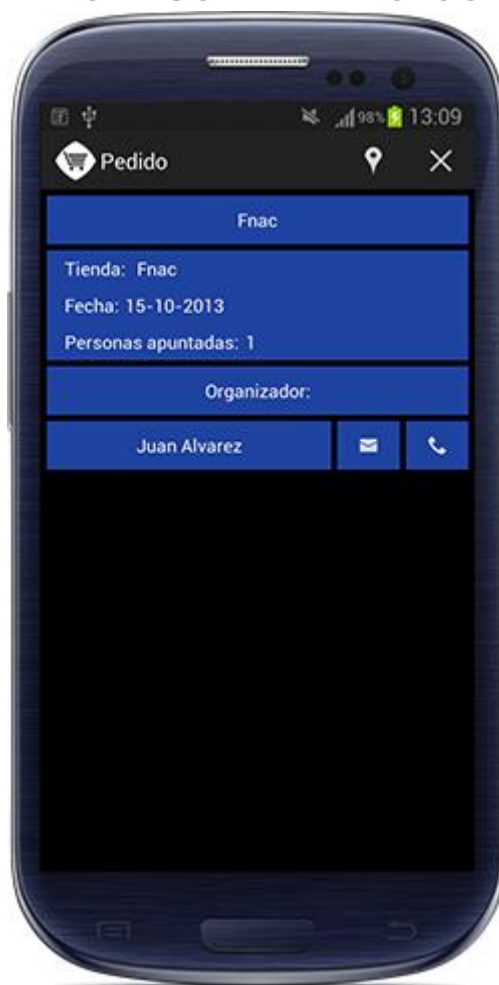 98% 13:09
Pedido
Fnac
Tienda: Fnac
Fecha: 15-10-2013
Personas apuntadas: 1
Organizador:
Juan Alvarez